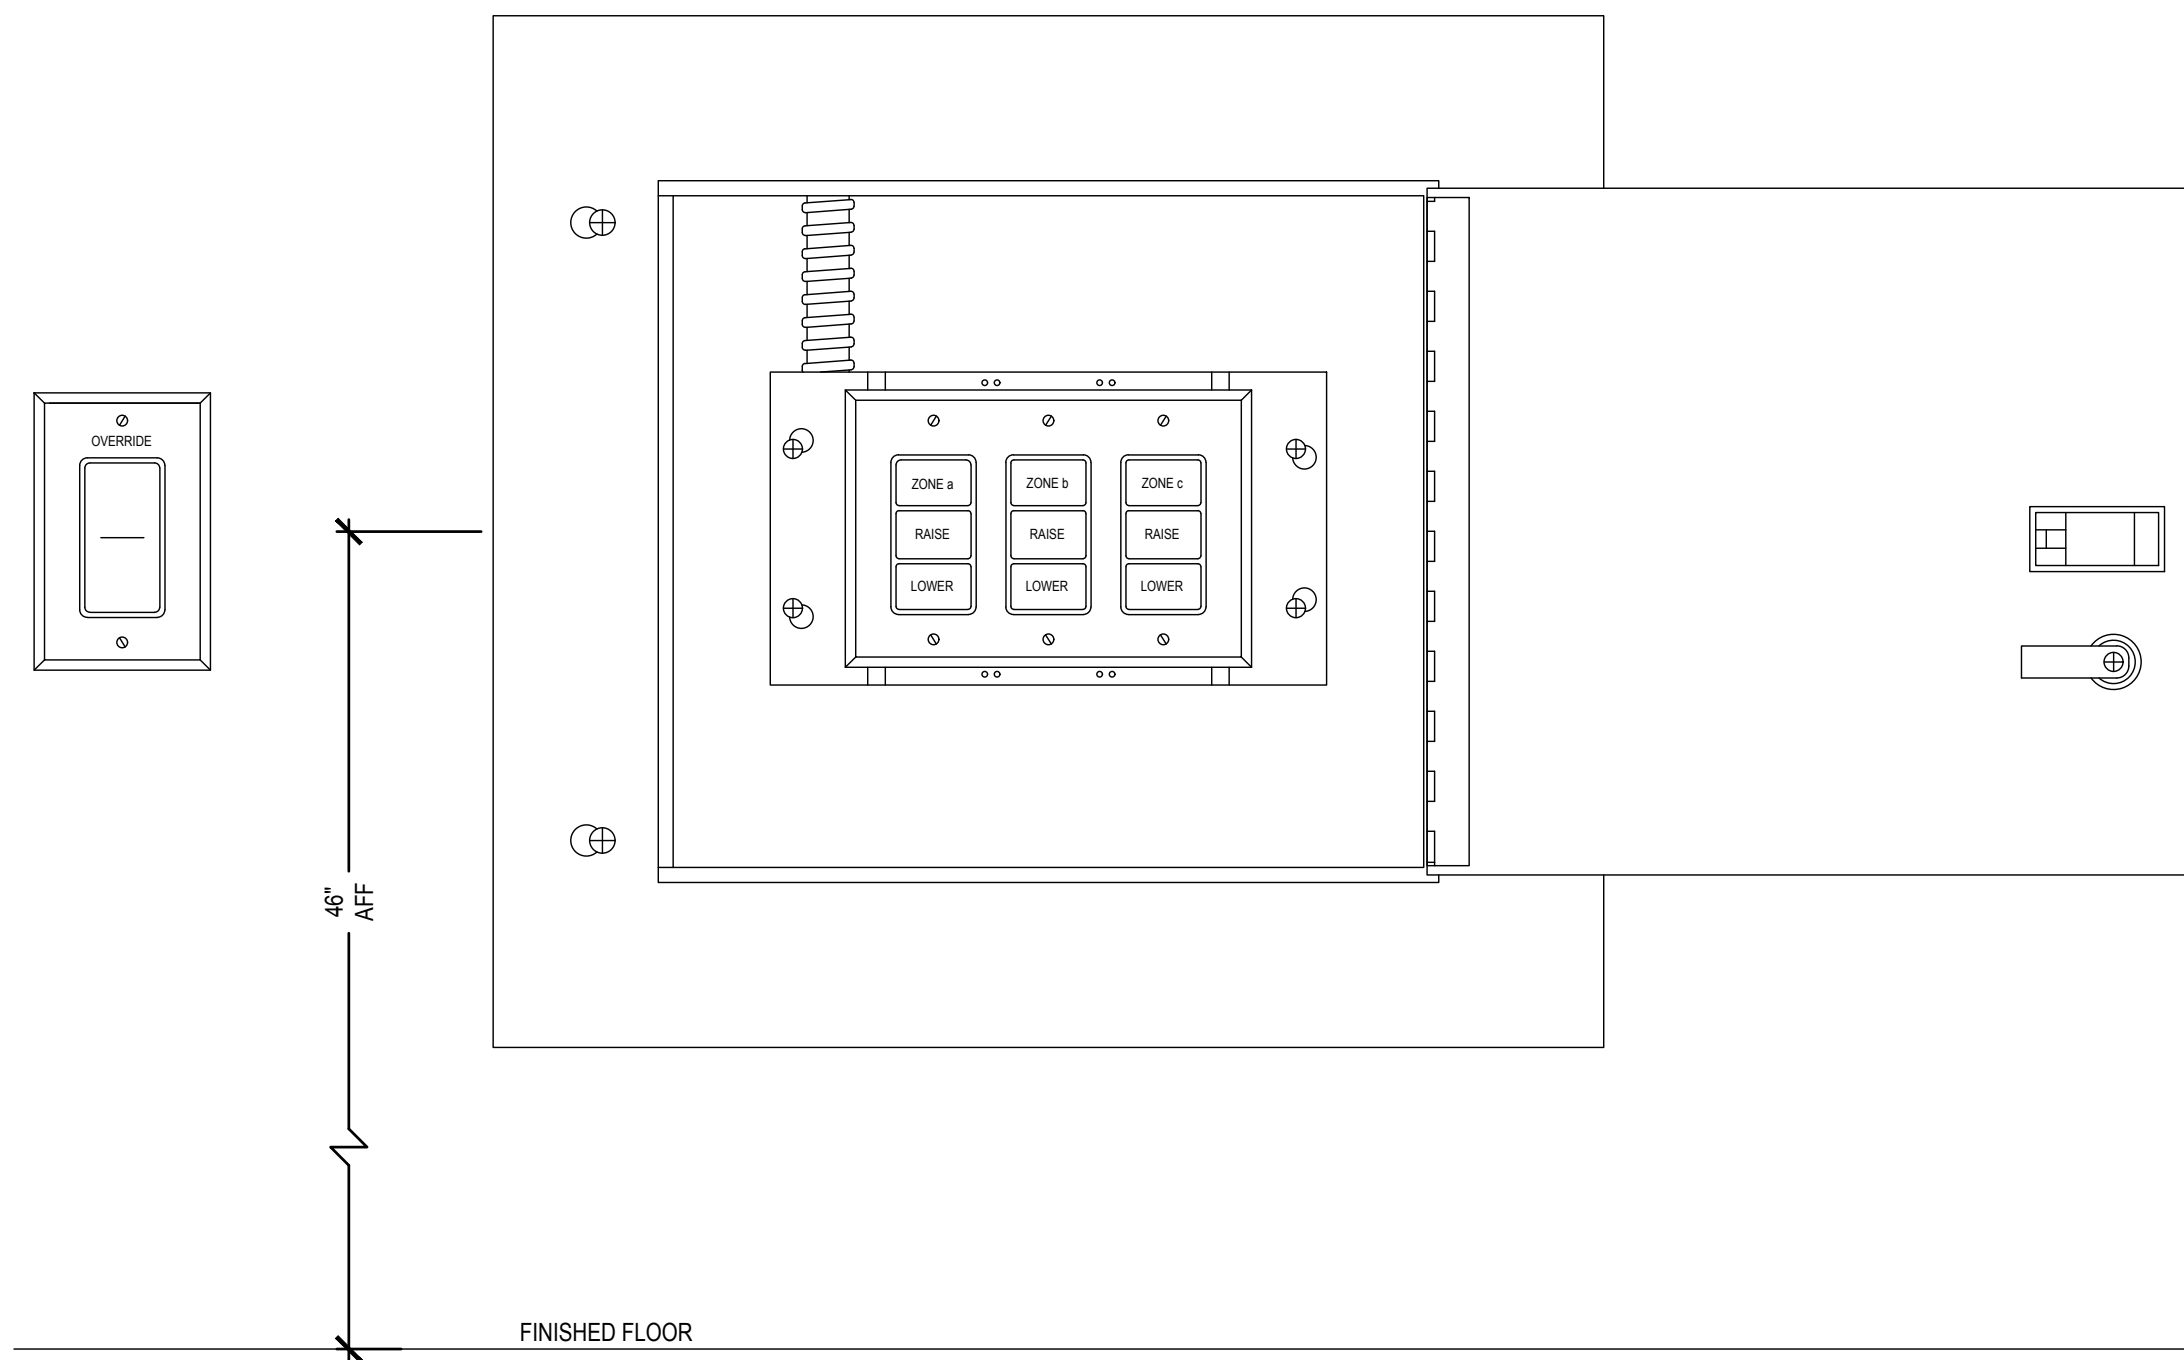 OVERRIDE
ZONE a
ZONE b
ZONE c
RAISE
RAISE
RAISE
LOWER
LOWER
LOWER
46"
AFF
FINISHED FLOOR